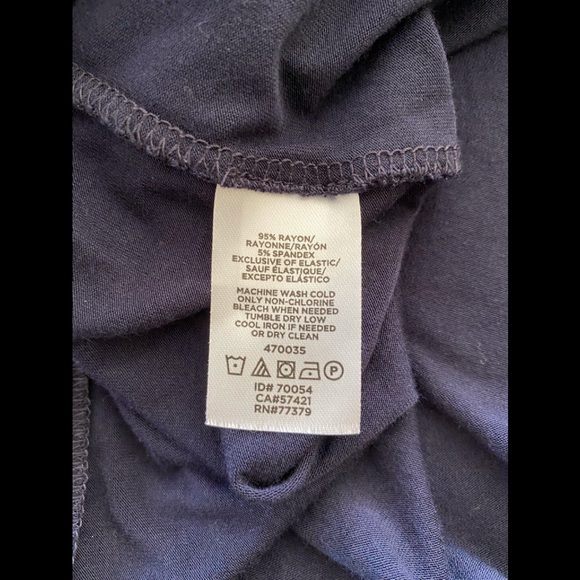 95% RAYON/
RAYONNE/RAYÓN
5% SPANDEX
EXCLUSIVE OF ELASTIC/
SAUF ÉLASTIQUE/
EXCEPTO ELÁSTICO
MACHINE WASH COLD
ONLY NON-CHLORINE
BLEACH WHEN NEEDED
TUMBLE DRY LOW
COOL IRON IF NEEDED
OR DRY CLEAN
470035
P
ID# 70054
CA#57421
RN#77379